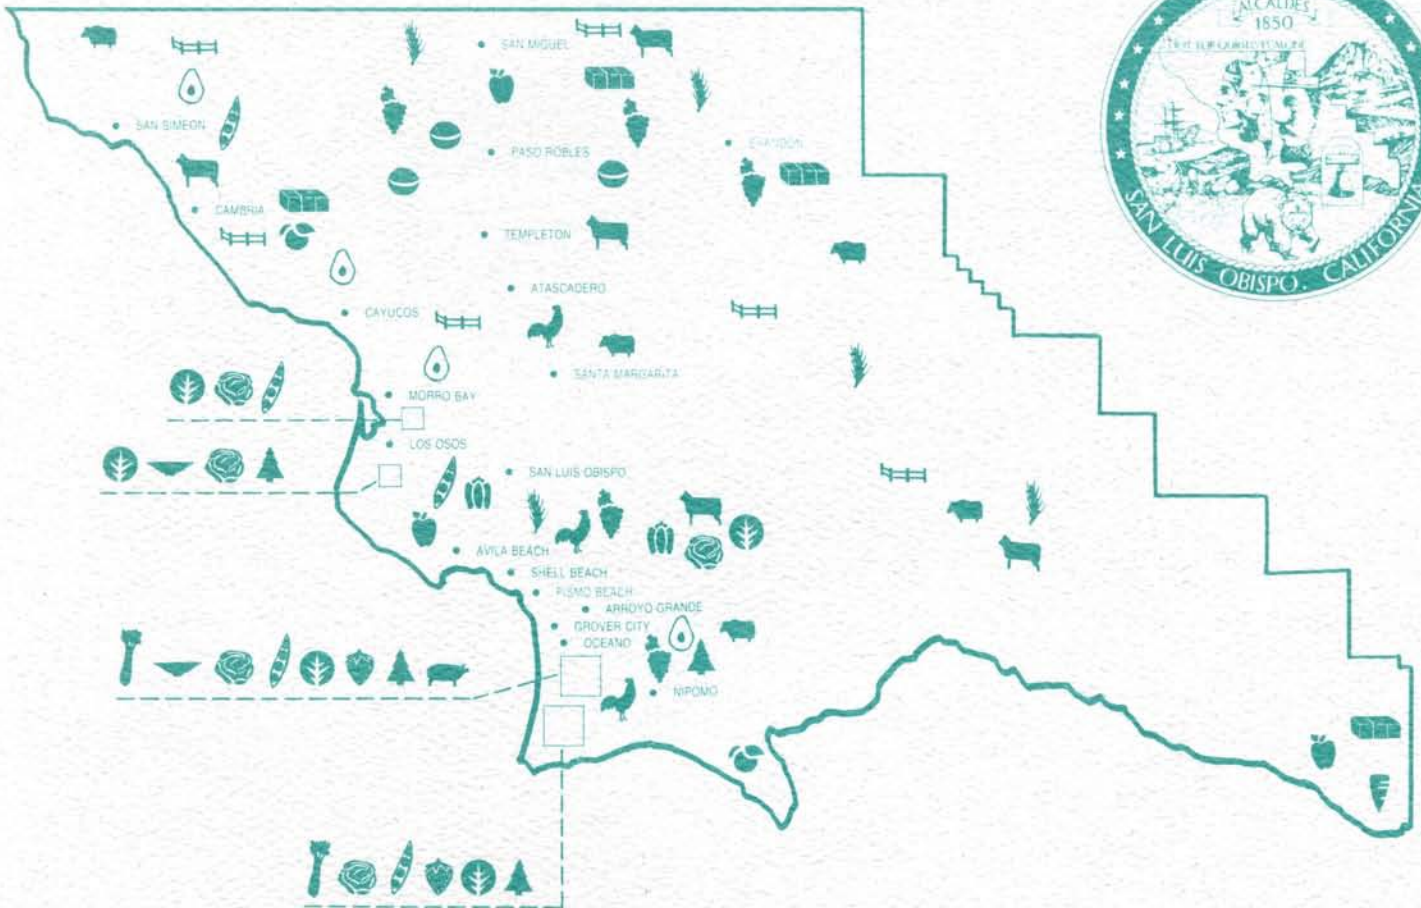 ALCALDES
1850
SAN LUIS OBISPO, CALIFORNIA
SAN MIGUEL
SAN SIMEON
PASO ROBLES
CAMBRIA
TEMPLETON
ATASCADERO
CAYUCOS
SANTA MARGARITA
MORRO BAY
LOS OSOS
SAN LUIS OBISPO
AVILA BEACH
SHELL BEACH
PISMO BEACH
ARROYO GRANDE
GROVER CITY
OCEANO
NIPOMO